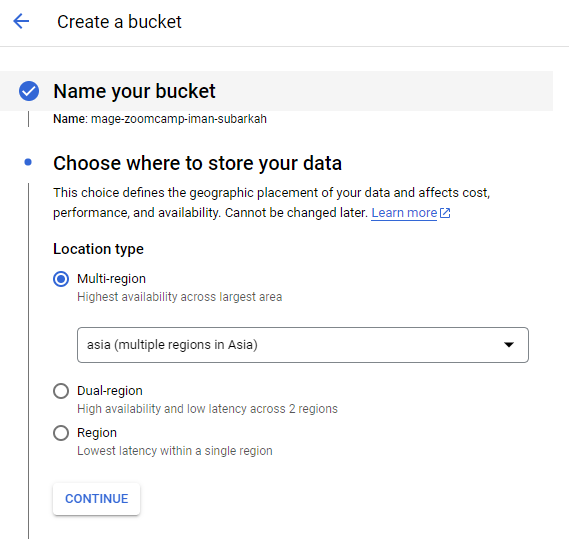 Create a bucket
Name your bucket
Name: mage-zoomcamp-iman-subarkah
Choose where to store your data
This choice defines the geographic placement of your data and affects cost,
performance, and availability. Cannot be changed later. Learn more
Location type
Multi-region
Highest availability across largest area
asia (multiple regions in Asia)
Dual-region
High availability and low latency across 2 regions
Region
Lowest latency within a single region
CONTINUE